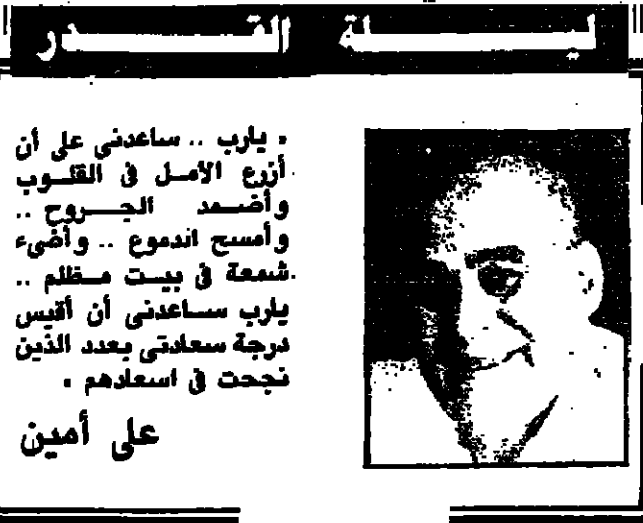 ليلة القدر
« يارب .. ساعدنى على أن
أزرع الأمل فى القلوب
وأضمد الجروح ..
وأمسح الدموع .. وأضىء
شمعة فى بيت مظلم ..
يارب ساعدنى أن أقيس
درجة سعادتى بعدد الذين
نجحت فى اسعادهم »
على أمين